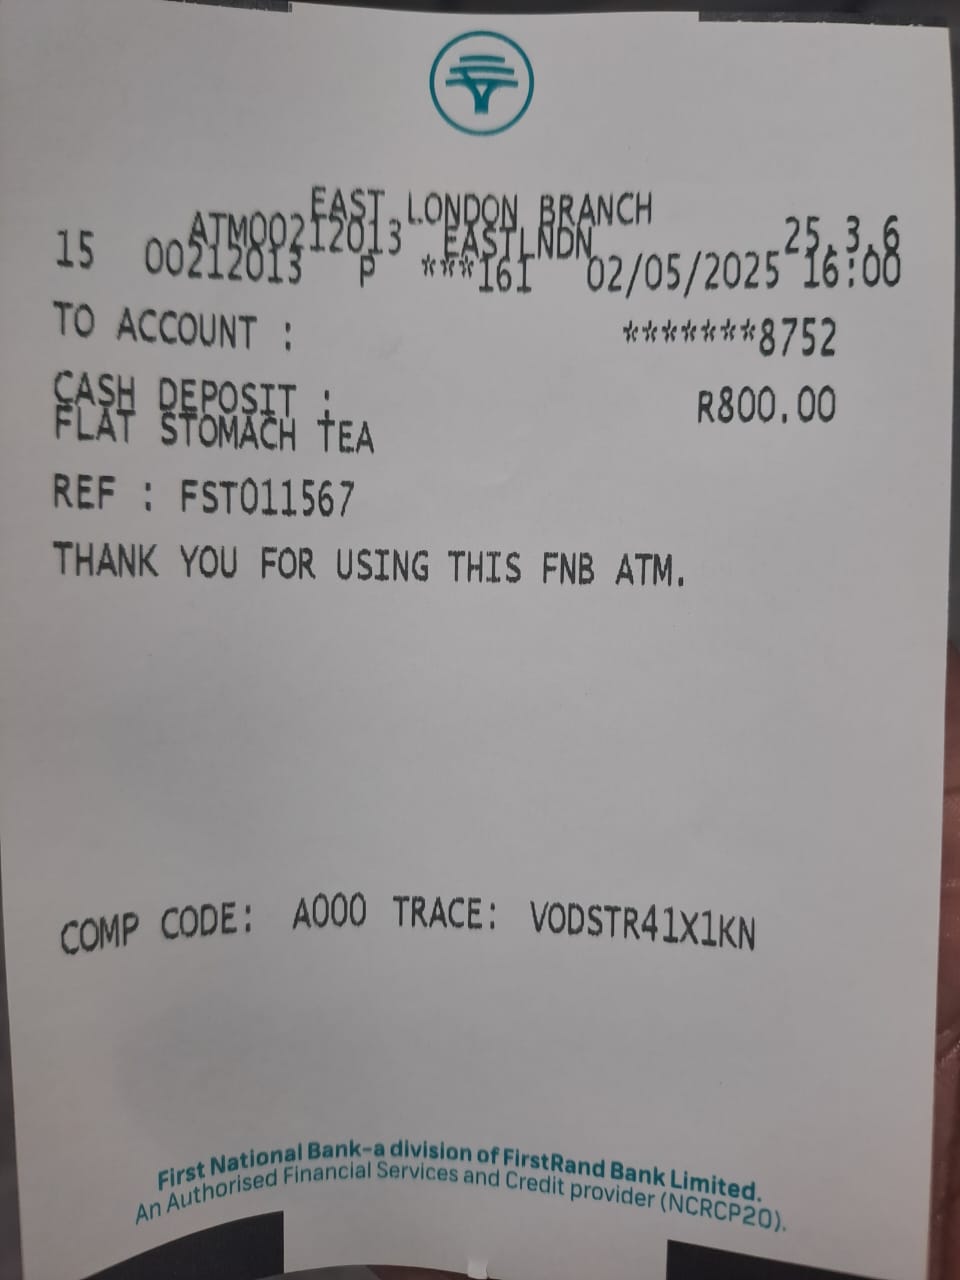 EAST LONDON BRANCH
ATM00212013 EASTLNDN 25.3.6
15 00212013 P ***161 02/05/2025 16:00
TO ACCOUNT : *******8752
CASH DEPOSIT : R800.00
FLAT STOMACH TEA
REF : FST011567
THANK YOU FOR USING THIS FNB ATM.
COMP CODE: A000 TRACE: VODSTR41X1KN
First National Bank-a division of FirstRand Bank Limited.
An Authorised Financial Services and Credit provider (NCRCP20).